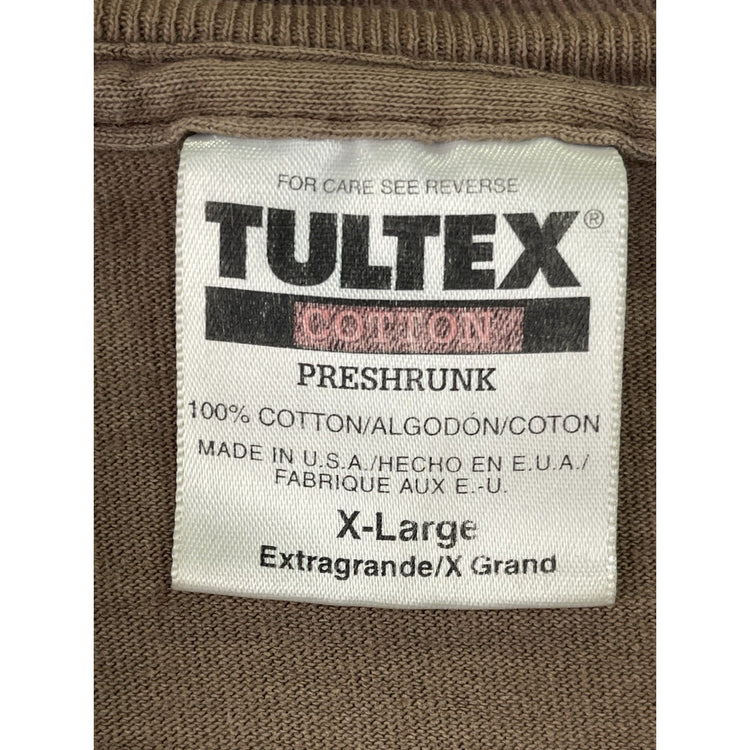 FOR CARE SEE REVERSE
TULTEX®
COTTON
PRESHRUNK
100% COTTON/ALGODÓN/COTON
MADE IN U.S.A./HECHO EN E.U.A./
FABRIQUE AUX E.-U.
X-Large
Extragrande/X Grand